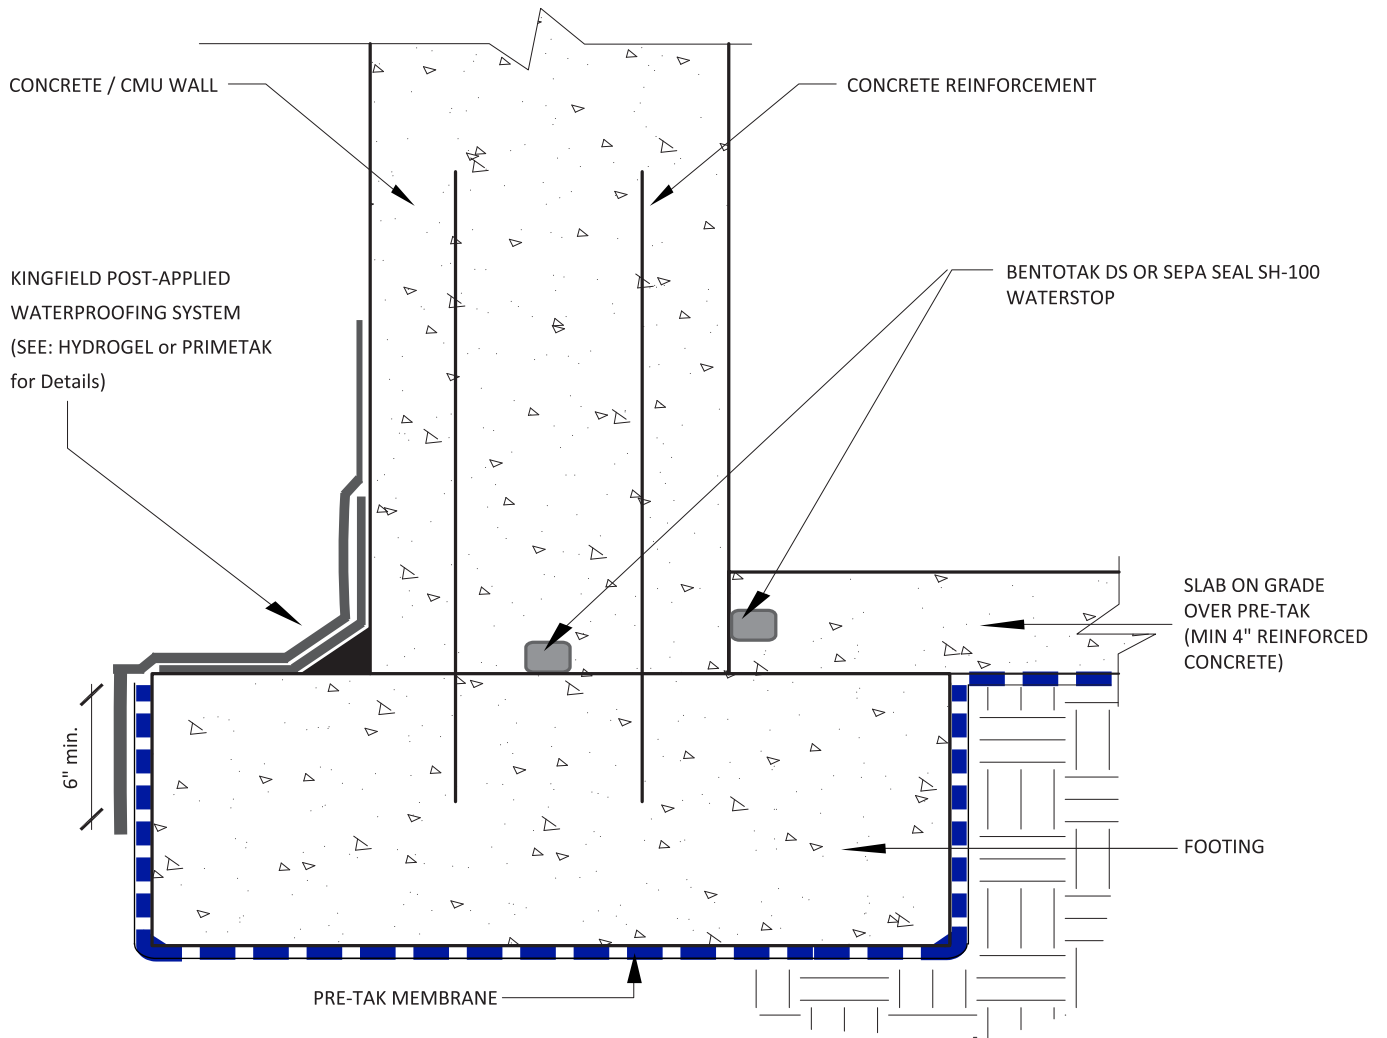 CONCRETE / CMU WALL
CONCRETE REINFORCEMENT
KINGFIELD POST-APPLIED
WATERPROOFING SYSTEM
(SEE: HYDROGEL or PRIMETAK
for Details)
BENTOTAK DS OR SEPA SEAL SH-100
WATERSTOP
SLAB ON GRADE
OVER PRE-TAK
(MIN 4" REINFORCED
CONCRETE)
6" min.
FOOTING
PRE-TAK MEMBRANE